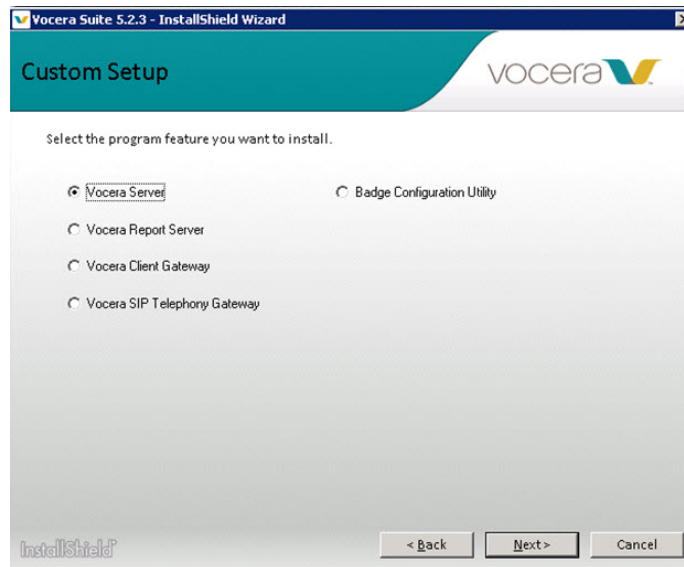 Vocera Suite 5.2.3 - InstallShield Wizard
Custom Setup
vocera
Select the program feature you want to install.
Vocera Server
Badge Configuration Utility
Vocera Report Server
Vocera Client Gateway
Vocera SIP Telephony Gateway
InstallShield
< Back
Next >
Cancel